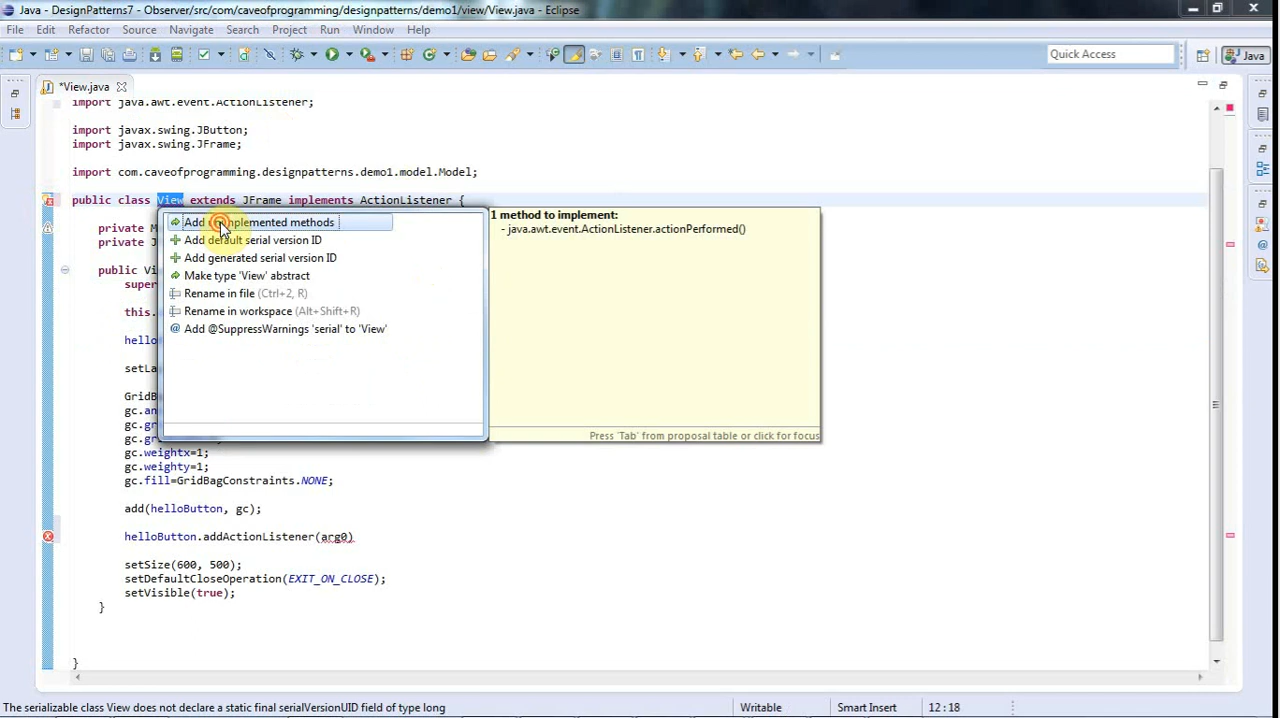 Java - DesignPatterns7 - Observer/src/com/caveofprogramming/designpatterns/demo1/view/View.java - Eclipse
File Edit Refactor Source Navigate Search Project Run Window Help
Quick Access
Java
*View.java
import java.awt.event.ActionListener;
import javax.swing.JButton;
import javax.swing.JFrame;
import com.caveofprogramming.designpatterns.demo1.model.Model;
public class View extends JFrame implements ActionListener {
private M
private J
public Vi
super
this.
hello
setLa
GridB
gc.an
gc.gr
gc.gr
gc.weightx=1;
gc.weighty=1;
gc.fill=GridBagConstraints.NONE;
add(helloButton, gc);
helloButton.addActionListener(arg0)
setSize(600, 500);
setDefaultCloseOperation(EXIT_ON_CLOSE);
setVisible(true);
}
}
Add unimplemented methods
Add default serial version ID
Add generated serial version ID
Make type 'View' abstract
Rename in file (Ctrl+2, R)
Rename in workspace (Alt+Shift+R)
Add @SuppressWarnings 'serial' to 'View'
1 method to implement:
- java.awt.event.ActionListener.actionPerformed()
Press 'Tab' from proposal table or click for focus
The serializable class View does not declare a static final serialVersionUID field of type long
Writable
Smart Insert
12 : 18